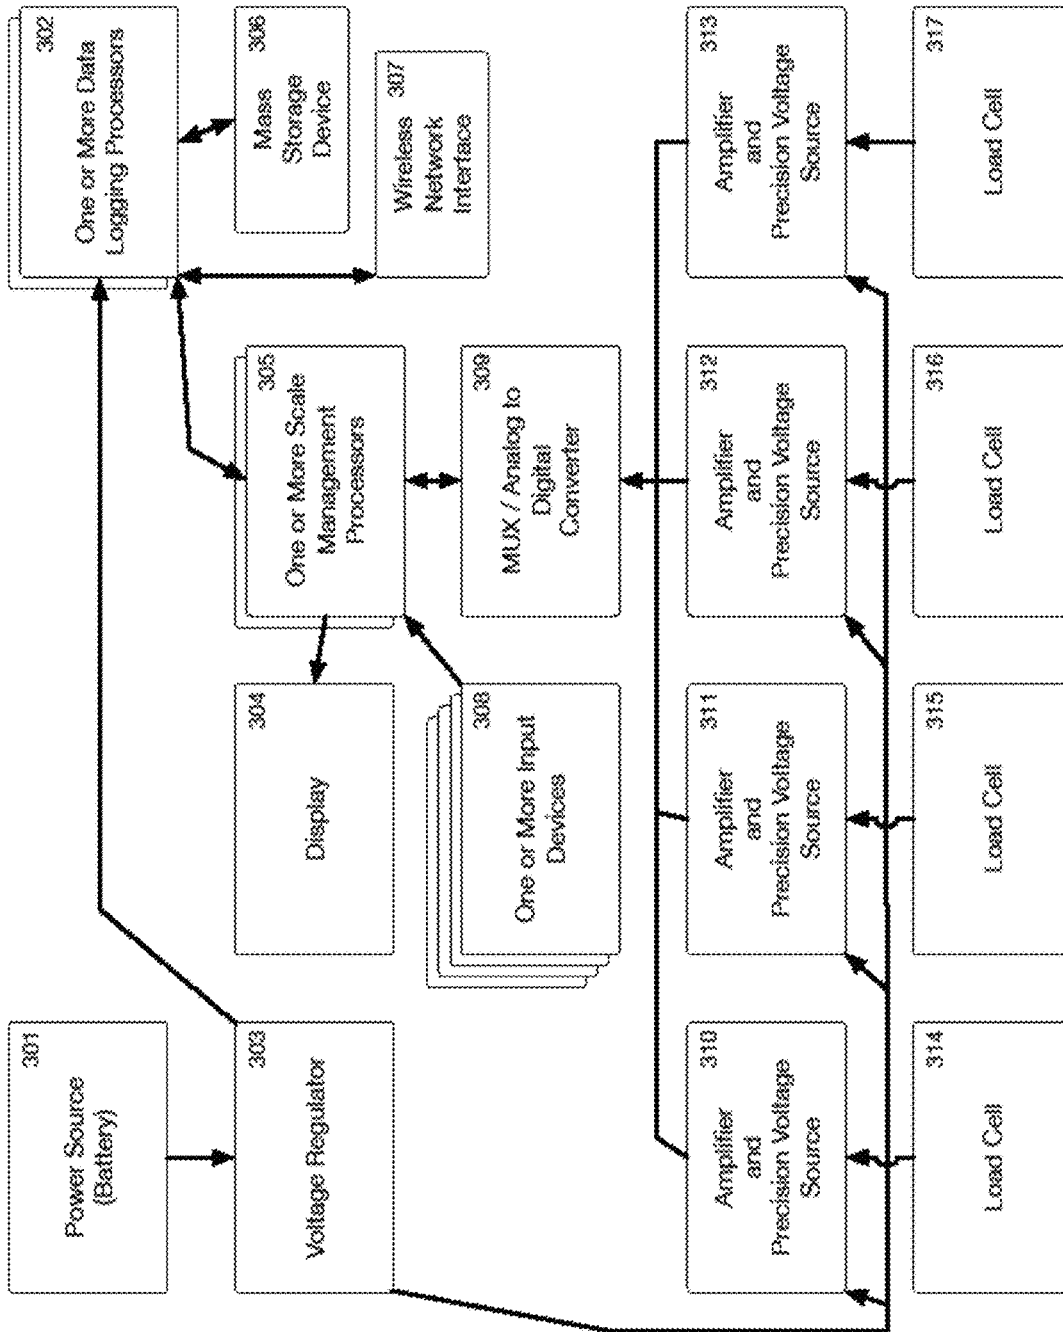 301
Power Source
(Battery)
302
One or More Data
Logging Processors
303
Voltage Regulator
304
Display
305
One or More Scale
Management
Processors
306
Mass
Storage
Device
307
Wireless
Network
Interface
308
One or More Input
Devices
309
MUX / Analog to
Digital
Converter
310
Amplifier
and
Precision Voltage
Source
311
Amplifier
and
Precision Voltage
Source
312
Amplifier
and
Precision Voltage
Source
313
Amplifier
and
Precision Voltage
Source
314
Load Cell
315
Load Cell
316
Load Cell
317
Load Cell